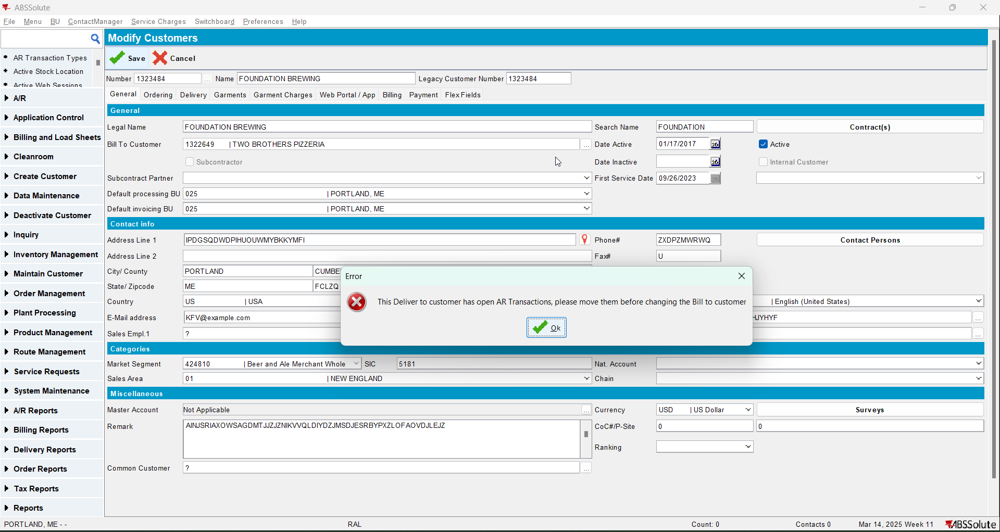 ABSSolute
File Menu BU ContactManager Service Charges Switchboard Preferences Help
Modify Customers
Save Cancel
AR Transaction Types
Active Stock Location
Active Web Sessions
A/R
Application Control
Billing and Load Sheets
Cleanroom
Create Customer
Data Maintenance
Deactivate Customer
Inquiry
Inventory Management
Maintain Customer
Order Management
Plant Processing
Product Management
Route Management
Service Requests
System Maintenance
A/R Reports
Billing Reports
Delivery Reports
Order Reports
Tax Reports
Reports
Number 1323484 ... Name FOUNDATION BREWING Legacy Customer Number 1323484
General Ordering Delivery Garments Garment Charges Web Portal / App Billing Payment Flex Fields
General
Legal Name FOUNDATION BREWING Search Name FOUNDATION Contract(s)
Bill To Customer 1322649 | TWO BROTHERS PIZZERIA ... Date Active 01/17/2017 16 Active
Subcontractor Date Inactive 16 Internal Customer
Subcontract Partner First Service Date 09/26/2023 16
Default processing BU 025 | PORTLAND, ME
Default invoicing BU 025 | PORTLAND, ME
Contact info
Address Line 1 IPDGSQDWDPIHUOUWMYBKKYMFI Phone# ZXDPZMWRWQ Contact Persons
Address Line 2 Fax# U
City/ County PORTLAND CUMBE
State/ Zipcode ME FCLZQ
Country US | USA | English (United States)
E-Mail address KFV@example.com HJYHYF ...
Sales Empl.1 ? ...
Error
This Deliver to customer has open AR Transactions, please move them before changing the Bill to customer
Ok
Categories
Market Segment 424810 | Beer and Ale Merchant Whole SIC 5181 Nat. Account
Sales Area 01 | NEW ENGLAND Chain
Miscellaneous
Master Account Not Applicable ... Currency USD | US Dollar Surveys
Remark AINJSRIAXOWSAGDMTJJZJZNIKVVQLDIYDZJMSDJESRBYPXZLOFAOVDJLEJZ CoC#/P-Site 0 0
Ranking
Common Customer ? ...
PORTLAND, ME - - RAL Count: 0 Contacts 0 Mar 14, 2025 Week 11 ABSSolute